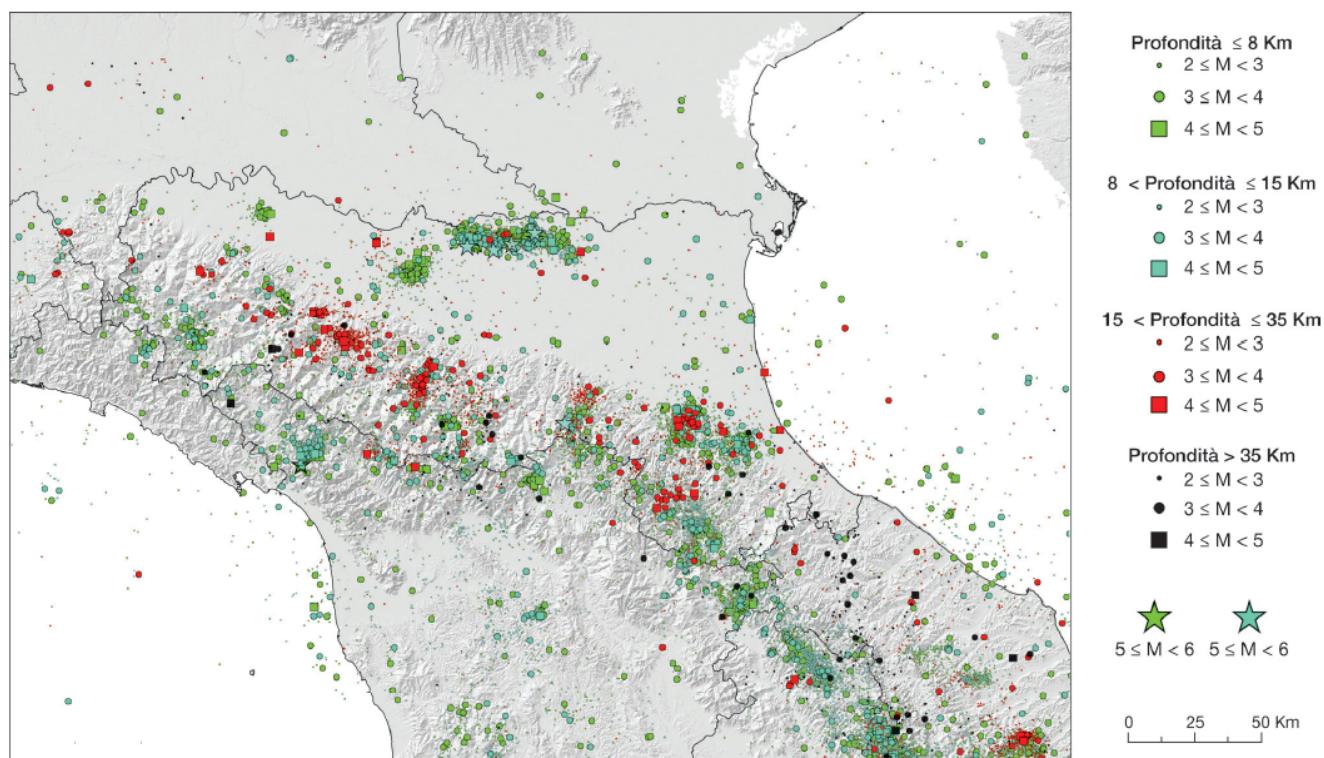 Profondità ≤ 8 Km
2 ≤ M < 3
3 ≤ M < 4
4 ≤ M < 5
8 < Profondità ≤ 15 Km
2 ≤ M < 3
3 ≤ M < 4
4 ≤ M < 5
15 < Profondità ≤ 35 Km
2 ≤ M < 3
3 ≤ M < 4
4 ≤ M < 5
Profondità > 35 Km
2 ≤ M < 3
3 ≤ M < 4
4 ≤ M < 5
5 ≤ M < 6 5 ≤ M < 6
0 25 50 Km